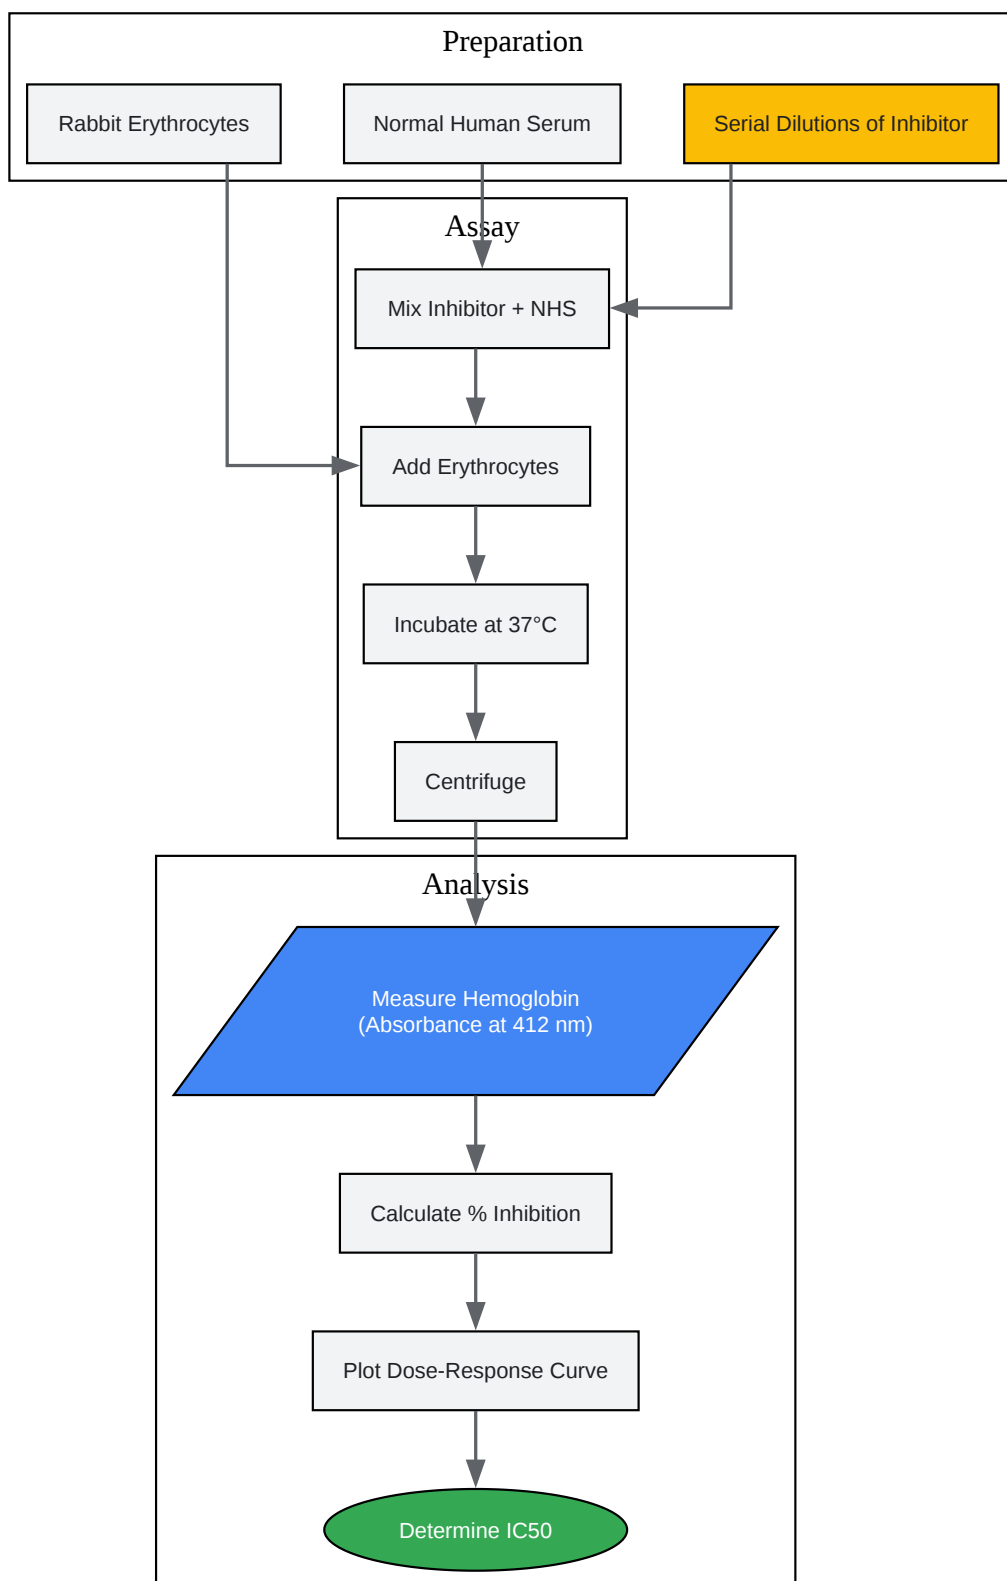 Preparation
Rabbit Erythrocytes
Normal Human Serum
Serial Dilutions of Inhibitor
Assay
Mix Inhibitor + NHS
Add Erythrocytes
Incubate at 37°C
Centrifuge
Analysis
Measure Hemoglobin
(Absorbance at 412 nm)
Calculate % Inhibition
Plot Dose-Response Curve
Determine IC50